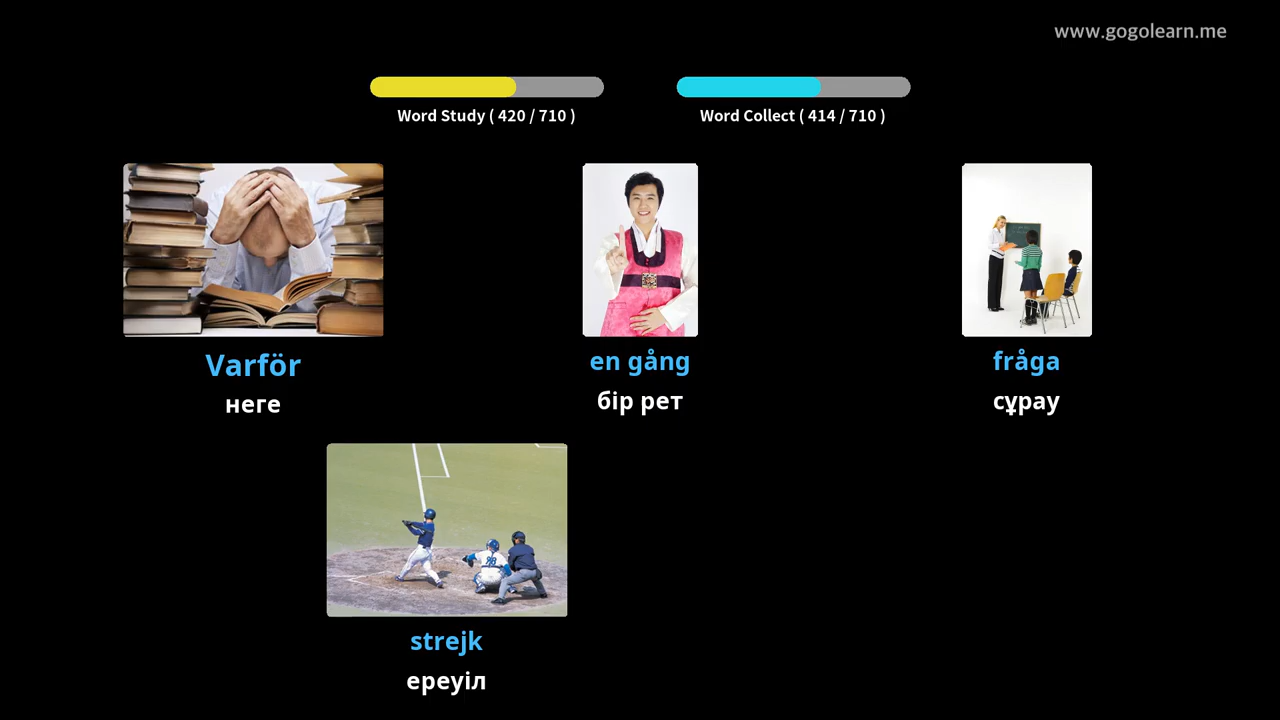 www.gogolearn.me
Word Study ( 420 / 710 )
Word Collect ( 414 / 710 )
Varför
неге
en gång
бір рет
fråga
сұрау
strejk
ереуіл